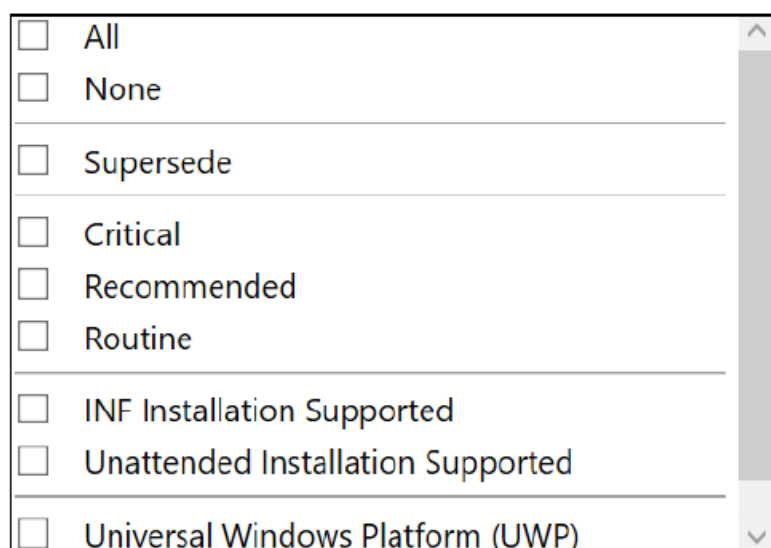 All
None
Supersede
Critical
Recommended
Routine
INF Installation Supported
Unattended Installation Supported
Universal Windows Platform (UWP)